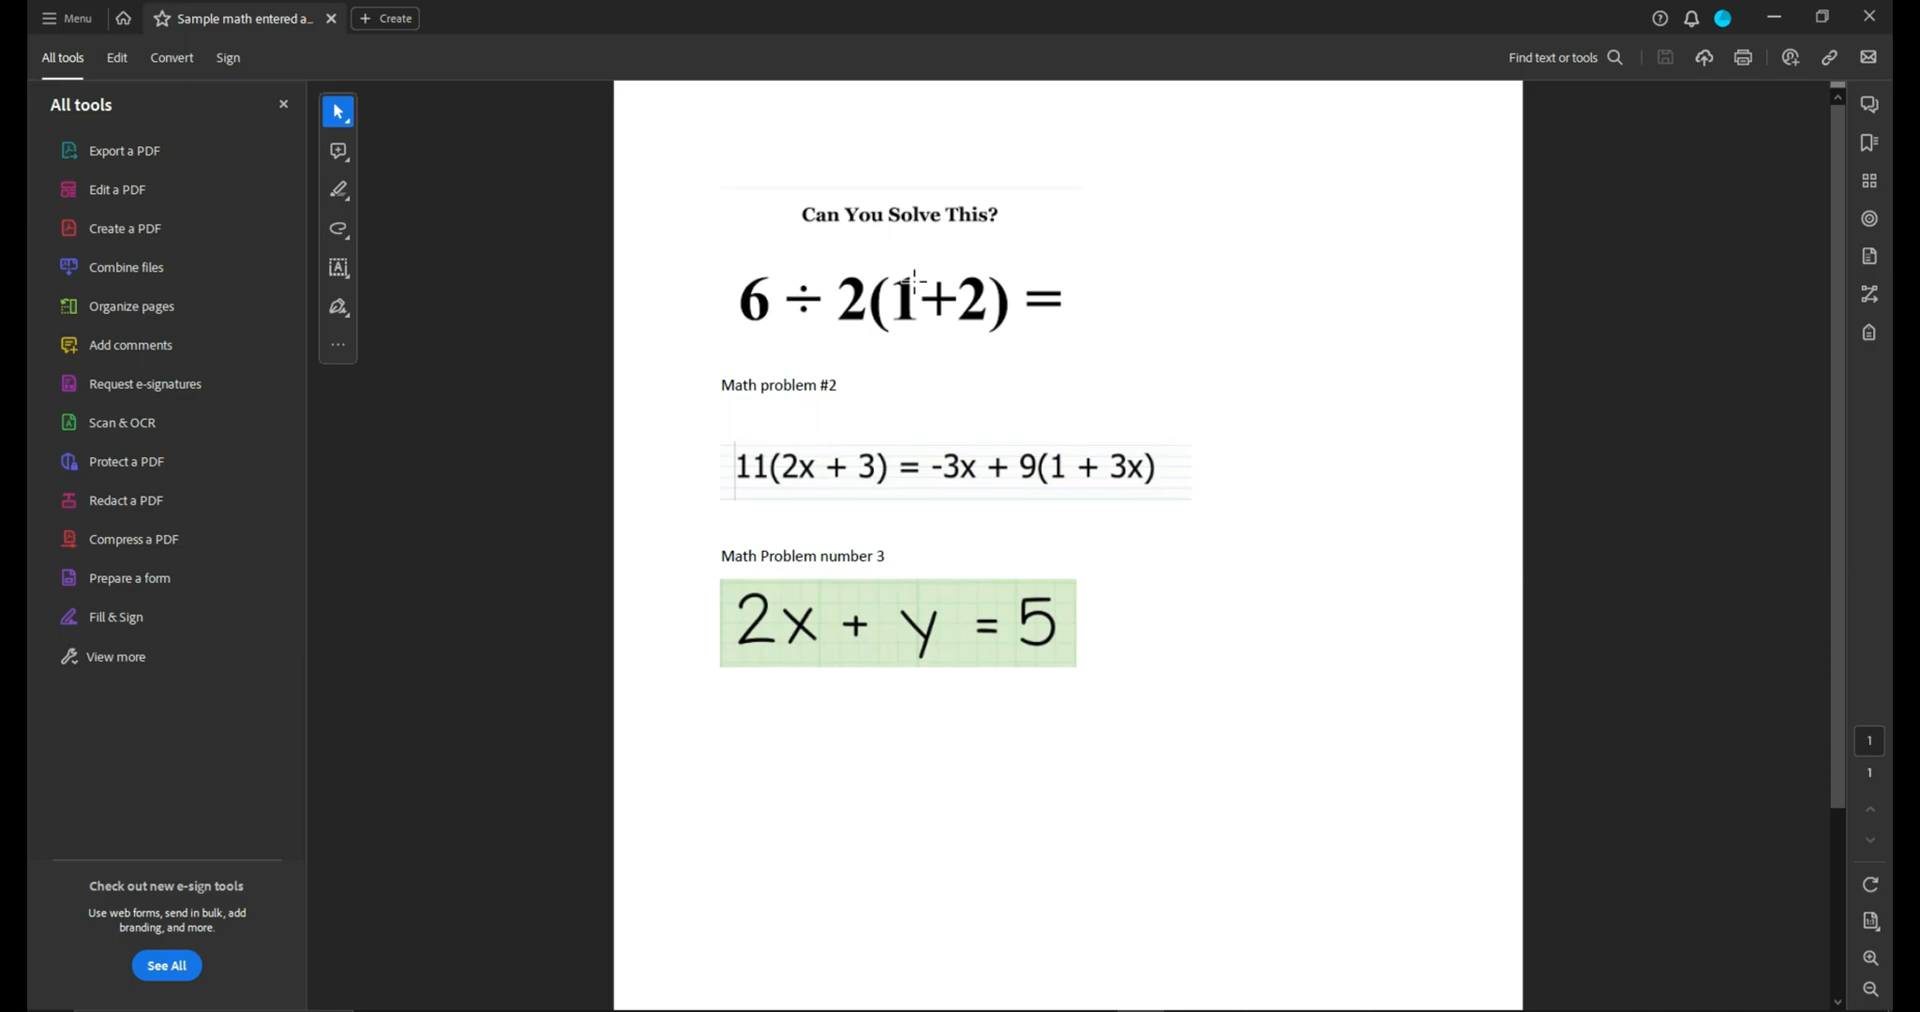 Menu
Sample math entered a...
Create
All tools
Edit
Convert
Sign
Find text or tools
All tools
Export a PDF
Edit a PDF
Create a PDF
Combine files
Organize pages
Add comments
Request e-signatures
Scan & OCR
Protect a PDF
Redact a PDF
Compress a PDF
Prepare a form
Fill & Sign
View more
Check out new e-sign tools
Use web forms, send in bulk, add
branding, and more.
See All
Can You Solve This?
6 ÷ 2(1+2) =
Math problem #2
11(2x + 3) = -3x + 9(1 + 3x)
Math Problem number 3
2x + y = 5
1
1